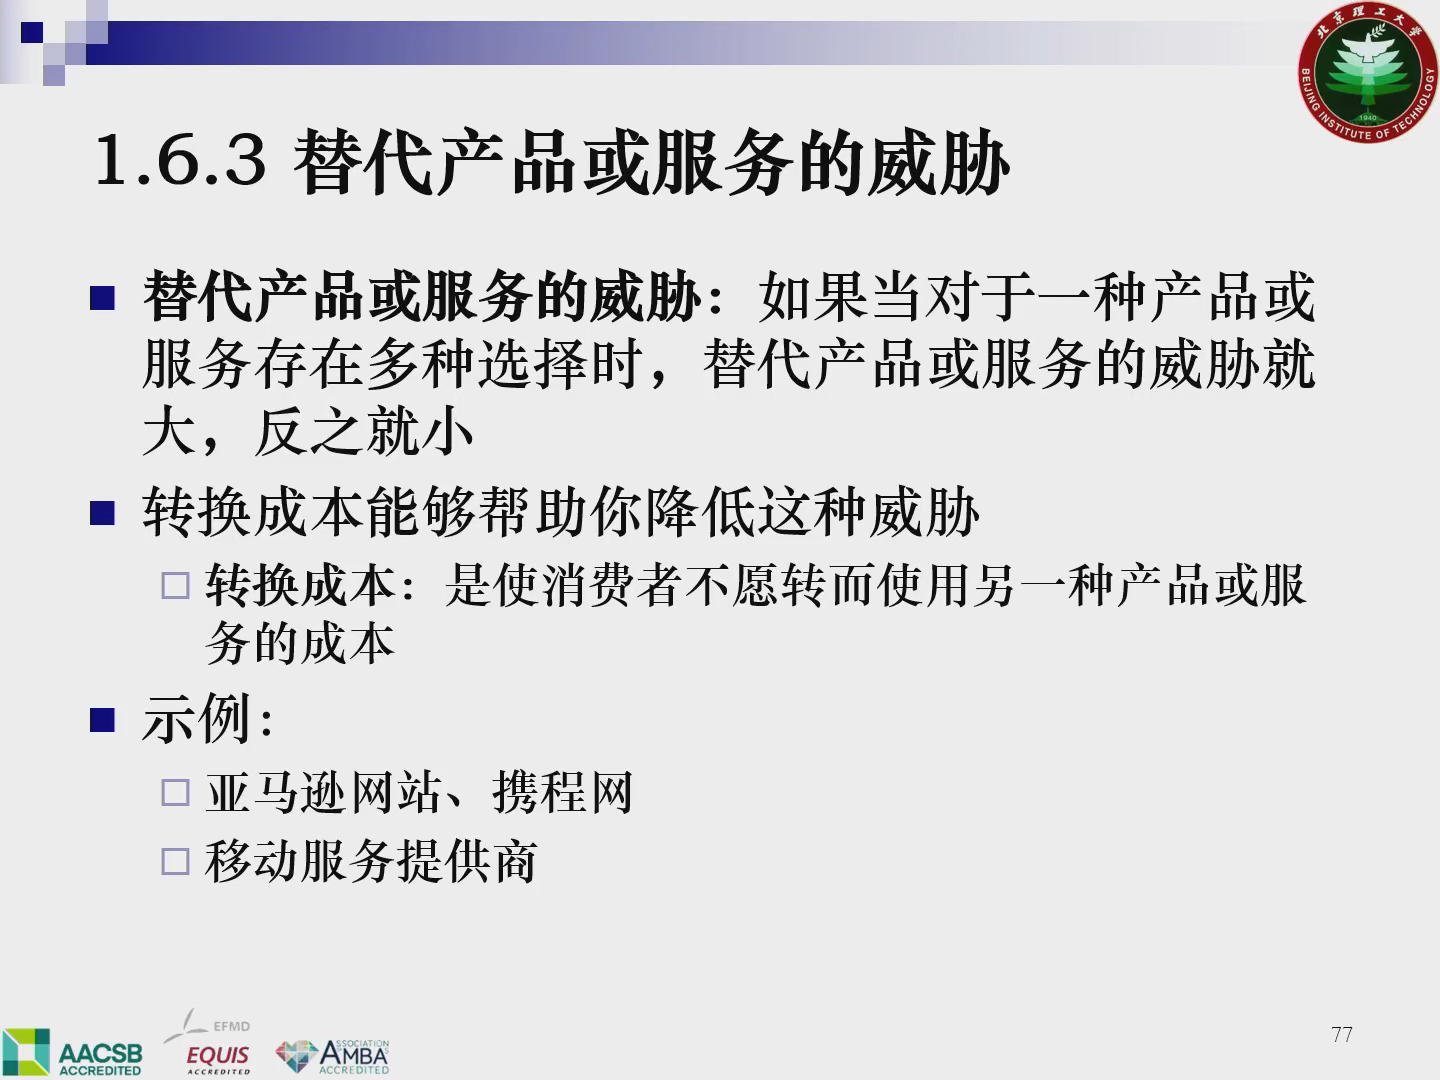 北京理工大学
BEIJING INSTITUTE OF TECHNOLOGY
1940
1.6.3 替代产品或服务的威胁
替代产品或服务的威胁：如果当对于一种产品或
服务存在多种选择时，替代产品或服务的威胁就
大，反之就小
转换成本能够帮助你降低这种威胁
转换成本：是使消费者不愿转而使用另一种产品或服
务的成本
示例：
亚马逊网站、携程网
移动服务提供商
AACSB
ACCREDITED
EFMD
EQUIS
ACCREDITED
ASSOCIATION
AMBA
ACCREDITED
77